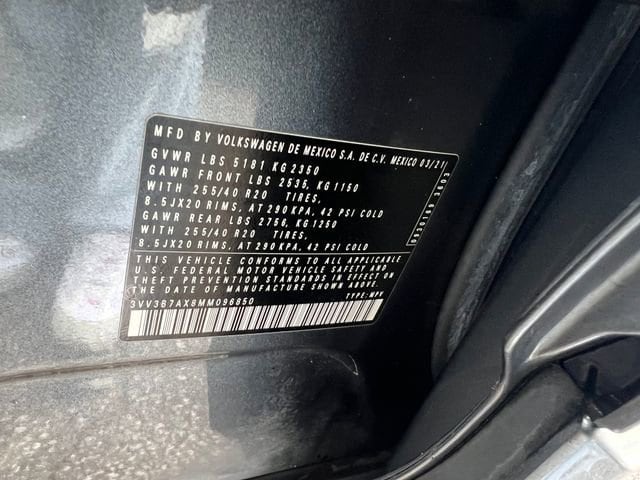 MFD BY VOLKSWAGEN DE MEXICO S.A. DE C.V. MEXICO 03/21
GVWR LBS 5181 KG 2350
GAWR FRONT LBS 2535, KG 1150
WITH 255/40 R20 TIRES,
8.5JX20 RIMS, AT 290KPA, 42 PSI COLD
GAWR REAR LBS 2756 KG 1250
WITH 255/40 R20 TIRES,
8.5JX20 RIMS, AT 290KPA, 42 PSI COLD
THIS VEHICLE CONFORMS TO ALL APPLICABLE
U.S. FEDERAL MOTOR VEHICLE SAFETY AND
THEFT PREVENTION STANDARDS IN EFFECT ON
THE DATE OF MANUFACTURE SHOWN ABOVE.
3VV3B7AX8MM096850 TYPE: MPV
CODE